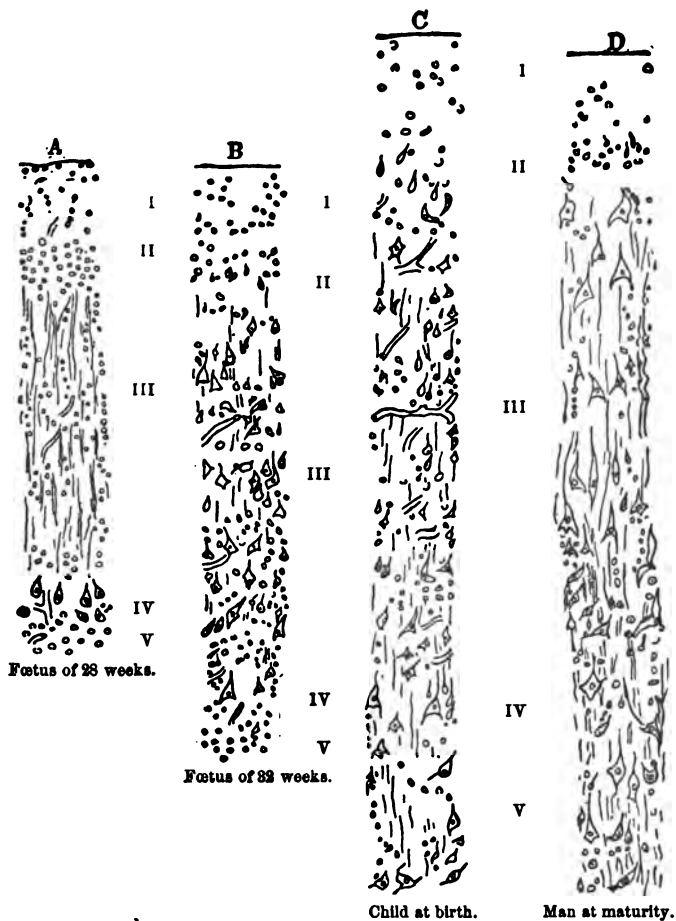 A
B
C
D
I
II
III
IV
V
Fœtus of 28 weeks.
I
II
III
IV
V
Fœtus of 32 weeks.
I
II
III
IV
V
Child at birth.
Man at maturity.